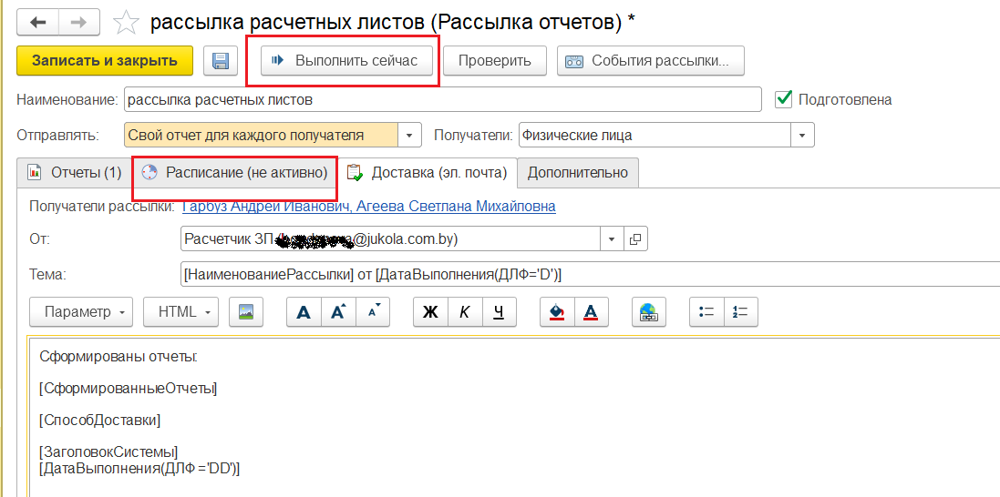 рассылка расчетных листов (Рассылка отчетов) *
Записать и закрыть Выполнить сейчас Проверить События рассылки...
Наименование: рассылка расчетных листов Подготовлена
Отправлять: Свой отчет для каждого получателя Получатели: Физические лица
Отчеты (1) Расписание (не активно) Доставка (эл. почта) Дополнительно
Получатели рассылки: Гарбуз Андрей Иванович, Агеева Светлана Михайловна
От: Расчетчик ЗП @jukola.com.by)
Тема: [НаименованиеРассылки] от [ДатаВыполнения(ДЛФ='D')]
Параметр HTML А А А Ж К Ч А
Сформированы отчеты:
[СформированныеОтчеты]
[СпособДоставки]
[ЗаголовокСистемы]
[ДатаВыполнения(ДЛФ='DD')]